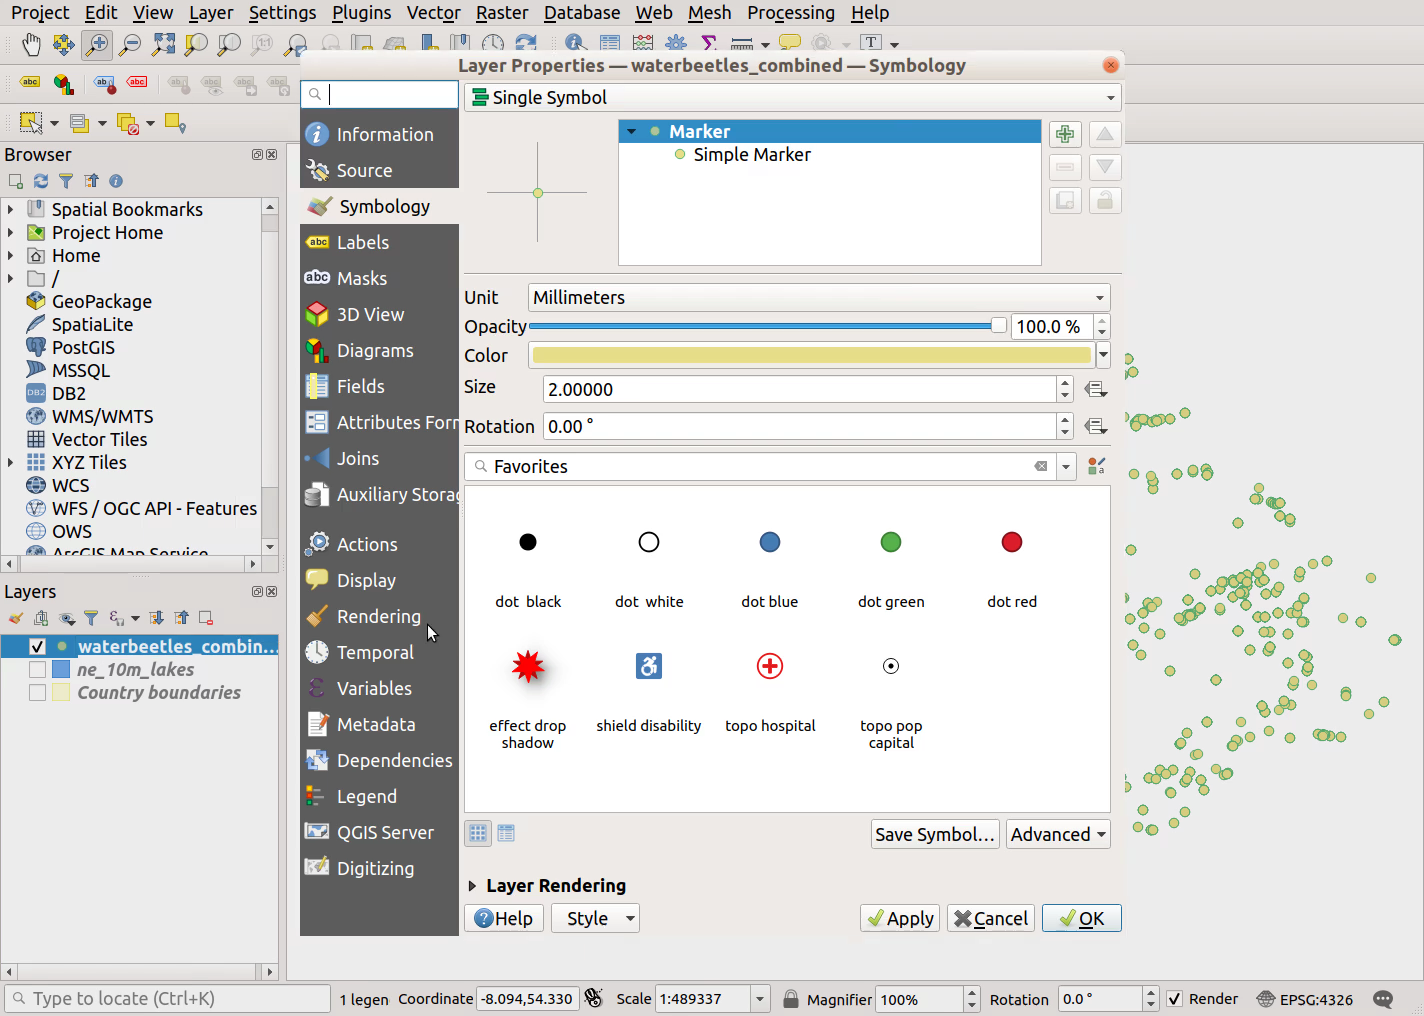 Project Edit View Layer Settings Plugins Vector Raster Database Web Mesh Processing Help
Layer Properties — waterbeetles_combined — Symbology
Single Symbol
Marker
Simple Marker
Information
Source
Symbology
Labels
Masks
3D View
Diagrams
Fields
Attributes Forr
Joins
Auxiliary Storag
Actions
Display
Rendering
Temporal
Variables
Metadata
Dependencies
Legend
QGIS Server
Digitizing
Browser
Spatial Bookmarks
Project Home
Home
/
GeoPackage
SpatiaLite
PostGIS
MSSQL
DB2
WMS/WMTS
Vector Tiles
XYZ Tiles
WCS
WFS / OGC API - Features
OWS
ArcGIS Map Service
Layers
waterbeetles_combin...
ne_10m_lakes
Country boundaries
Unit Millimeters
Opacity 100.0 %
Color
Size 2.00000
Rotation 0.00 °
Favorites
dot black
dot white
dot blue
dot green
dot red
effect drop
shadow
shield disability
topo hospital
topo pop
capital
Save Symbol...
Advanced
Layer Rendering
Help
Style
Apply
Cancel
OK
Type to locate (Ctrl+K)
1 legen Coordinate -8.094,54.330 Scale 1:489337 Magnifier 100% Rotation 0.0 ° Render EPSG:4326